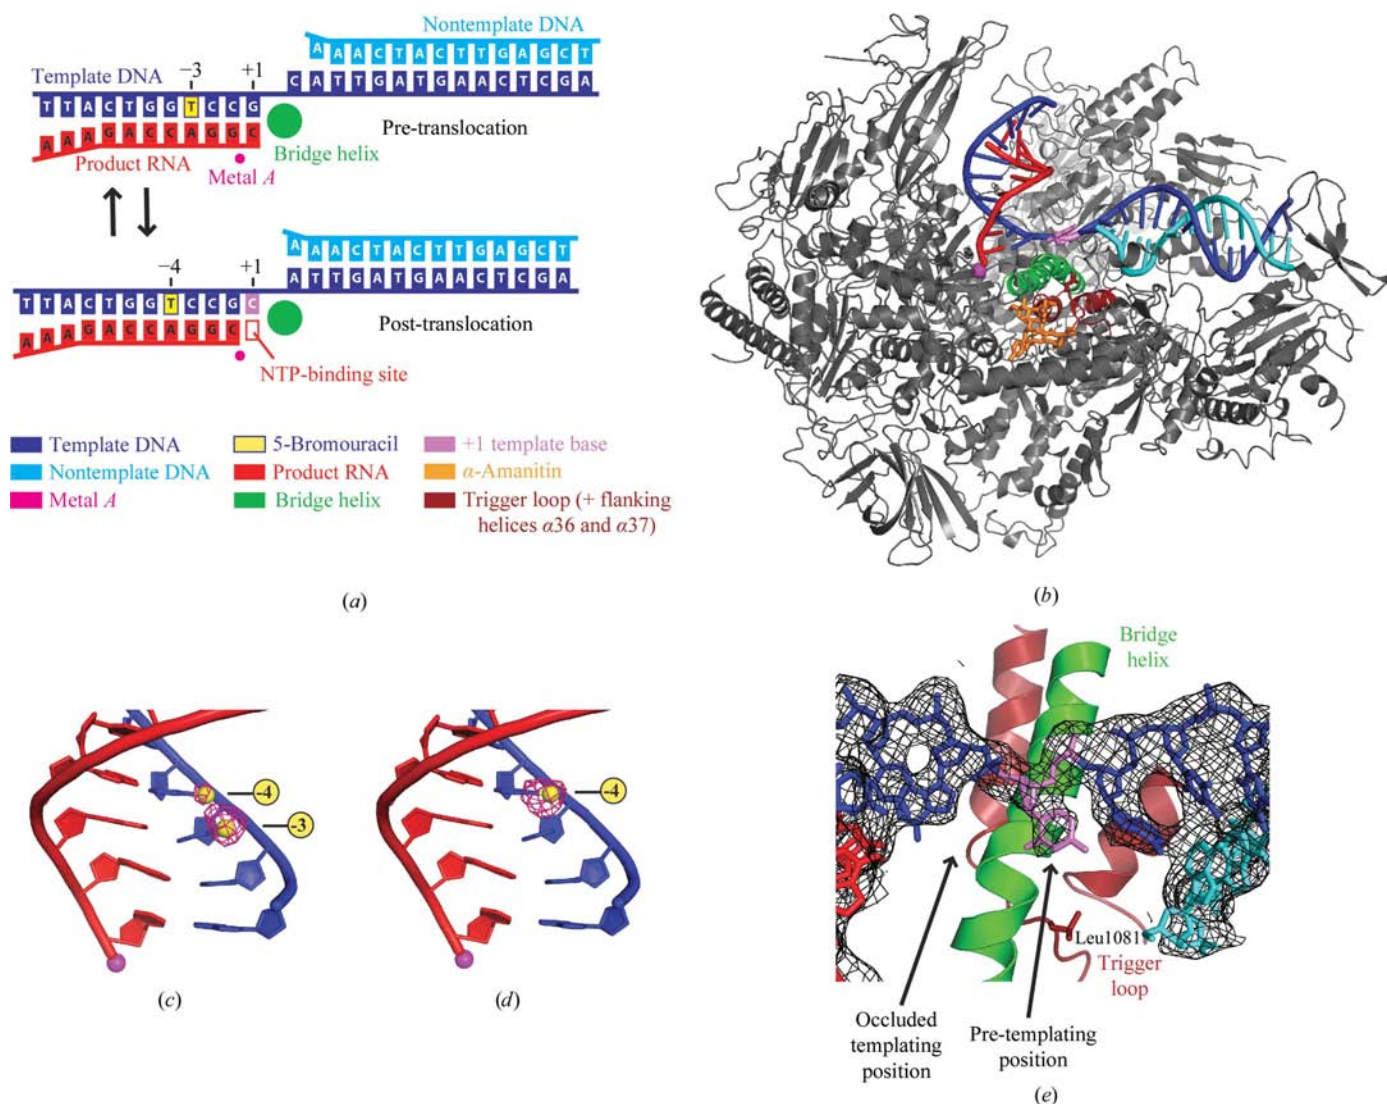 (a)
Nontemplate DNA
A A A C T A C T T G A G C T
Template DNA
−3
+1
C A T T G A T G A A C T C G A
T T A C T G G T C C G
A A A G A C C A G G C
Pre-translocation
Bridge helix
Product RNA
Metal A
A A A C T A C T T G A G C T
−4
+1
A T T G A T G A A C T C G A
T T A C T G G T C C G C
A A A G A C C A G G C
Post-translocation
NTP-binding site
Template DNA
5-Bromouracil
+1 template base
Nontemplate DNA
Product RNA
α-Amanitin
Metal A
Bridge helix
Trigger loop (+ flanking
helices α36 and α37)
(a)
(b)
-4
-3
(c)
-4
(d)
Bridge
helix
Leu1081
Trigger
loop
Occluded
templating
position
Pre-templating
position
(e)